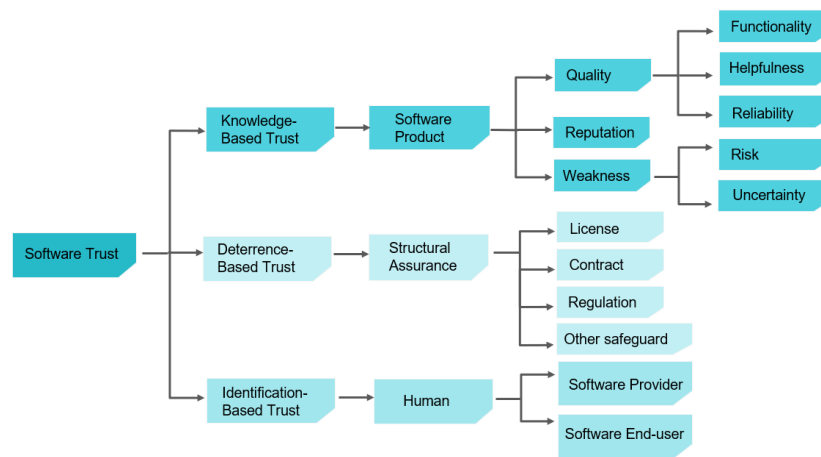 Software Trust
Knowledge-
Based Trust
Software
Product
Quality
Functionality
Helpfulness
Reliability
Reputation
Weakness
Risk
Uncertainty
Deterrence-
Based Trust
Structural
Assurance
License
Contract
Regulation
Other safeguard
Identification-
Based Trust
Human
Software Provider
Software End-user